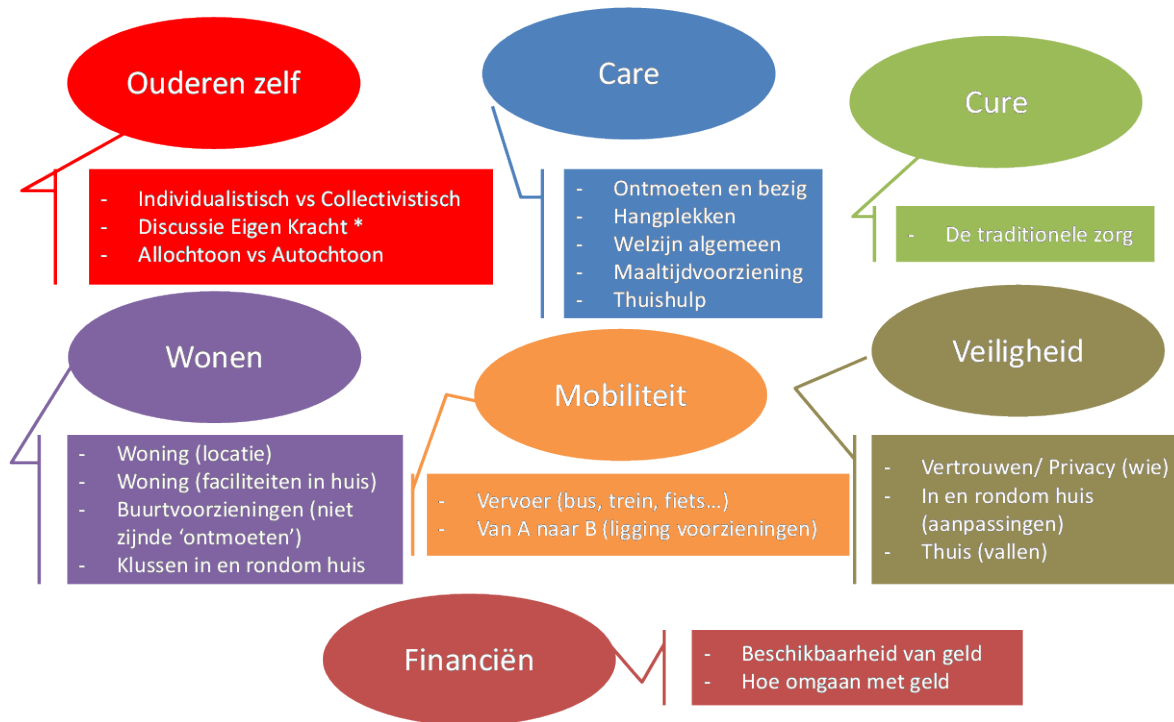 Ouderen zelf
- Individualistisch vs Collectivistisch
- Discussie Eigen Kracht *
- Allochtoon vs Autochtoon
Care
- Ontmoeten en bezig
- Hangplekken
- Welzijn algemeen
- Maaltijdvoorziening
- Thuishulp
Cure
- De traditionele zorg
Wonen
- Woning (locatie)
- Woning (faciliteiten in huis)
- Buurtvoorzieningen (niet
zijnde ‘ontmoeten’)
- Klussen in en rondom huis
Mobiliteit
- Vervoer (bus, trein, fiets…)
- Van A naar B (ligging voorzieningen)
Veiligheid
- Vertrouwen/ Privacy (wie)
- In en rondom huis
(aanpassingen)
- Thuis (vallen)
Financiën
- Beschikbaarheid van geld
- Hoe omgaan met geld